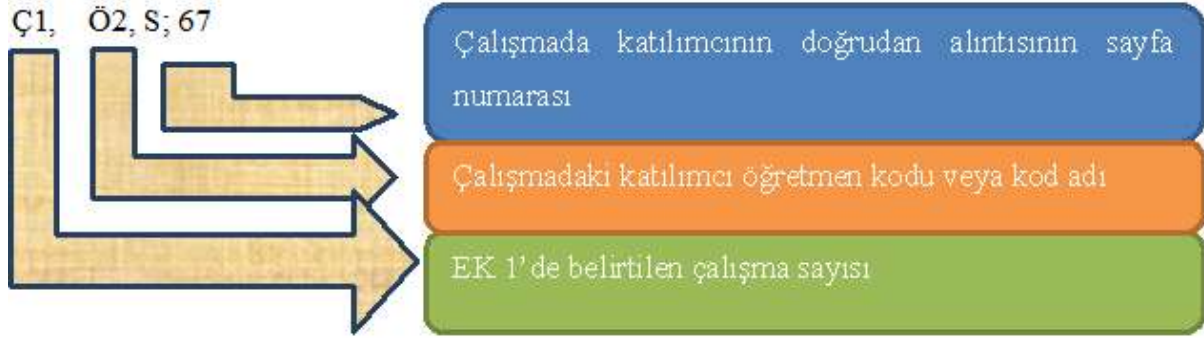 Ç1, Ö2, S; 67
Çalışmada katılımcının doğrudan alıntısının sayfa
numarası
Çalışmadaki katılımcı öğretmen kodu veya kod adı
EK 1’de belirtilen çalışma sayısı